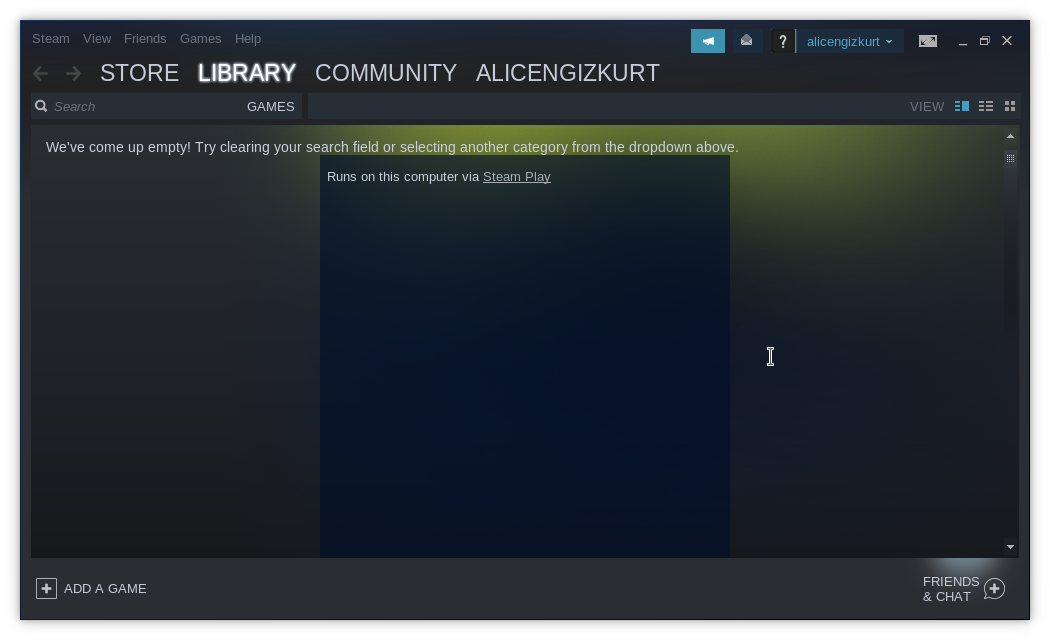 Steam View Friends Games Help
? alicengizkurt
STORE LIBRARY COMMUNITY ALICENGIZKURT
Search GAMES VIEW
We've come up empty! Try clearing your search field or selecting another category from the dropdown above.
Runs on this computer via Steam Play
ADD A GAME
FRIENDS
& CHAT